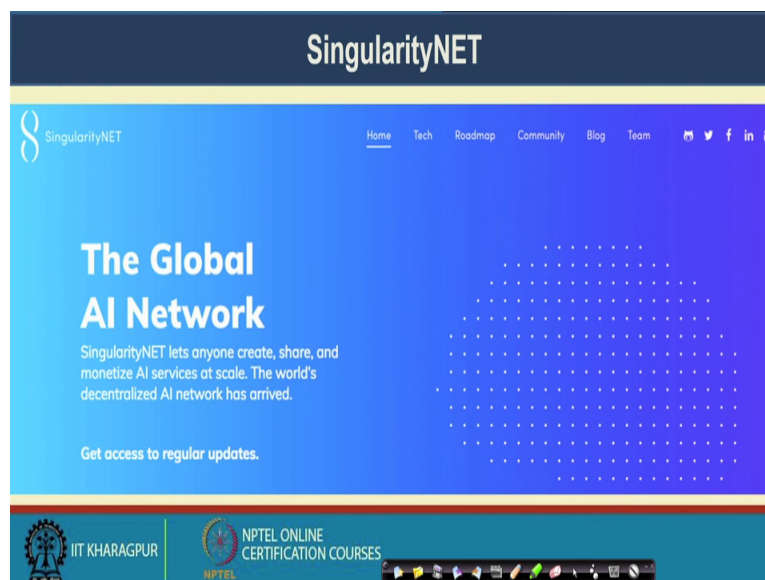 SingularityNET
SingularityNET
Home Tech Roadmap Community Blog Team
The Global
AI Network
SingularityNET lets anyone create, share, and
monetize AI services at scale. The world's
decentralized AI network has arrived.
Get access to regular updates.
IIT KHARAGPUR
NPTEL ONLINE
CERTIFICATION COURSES
NPTEL